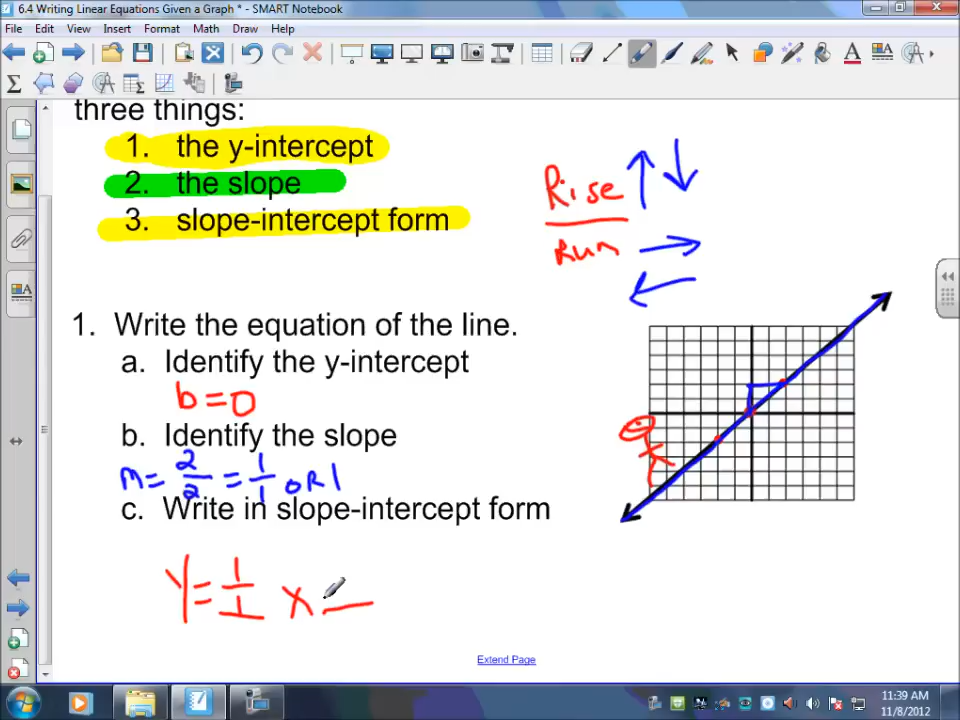 6.4 Writing Linear Equations Given a Graph * - SMART Notebook
File Edit View Insert Format Math Draw Help
three things:
1. the y-intercept
2. the slope
3. slope-intercept form
Rise
Run
1. Write the equation of the line.
a. Identify the y-intercept
b = 0
b. Identify the slope
m = 2/2 = 1/1 OR 1
c. Write in slope-intercept form
Y = 1/1 x __
Extend Page
11:39 AM
11/8/2012